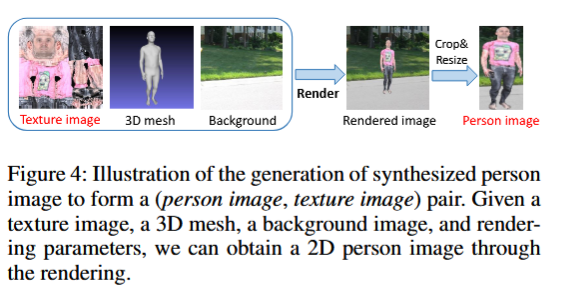 Crop&
Resize
Render
Texture image 3D mesh Background Rendered image Person image
Figure 4: Illustration of the generation of synthesized person
image to form a (person image, texture image) pair. Given a
texture image, a 3D mesh, a background image, and render-
ing parameters, we can obtain a 2D person image through
the rendering.